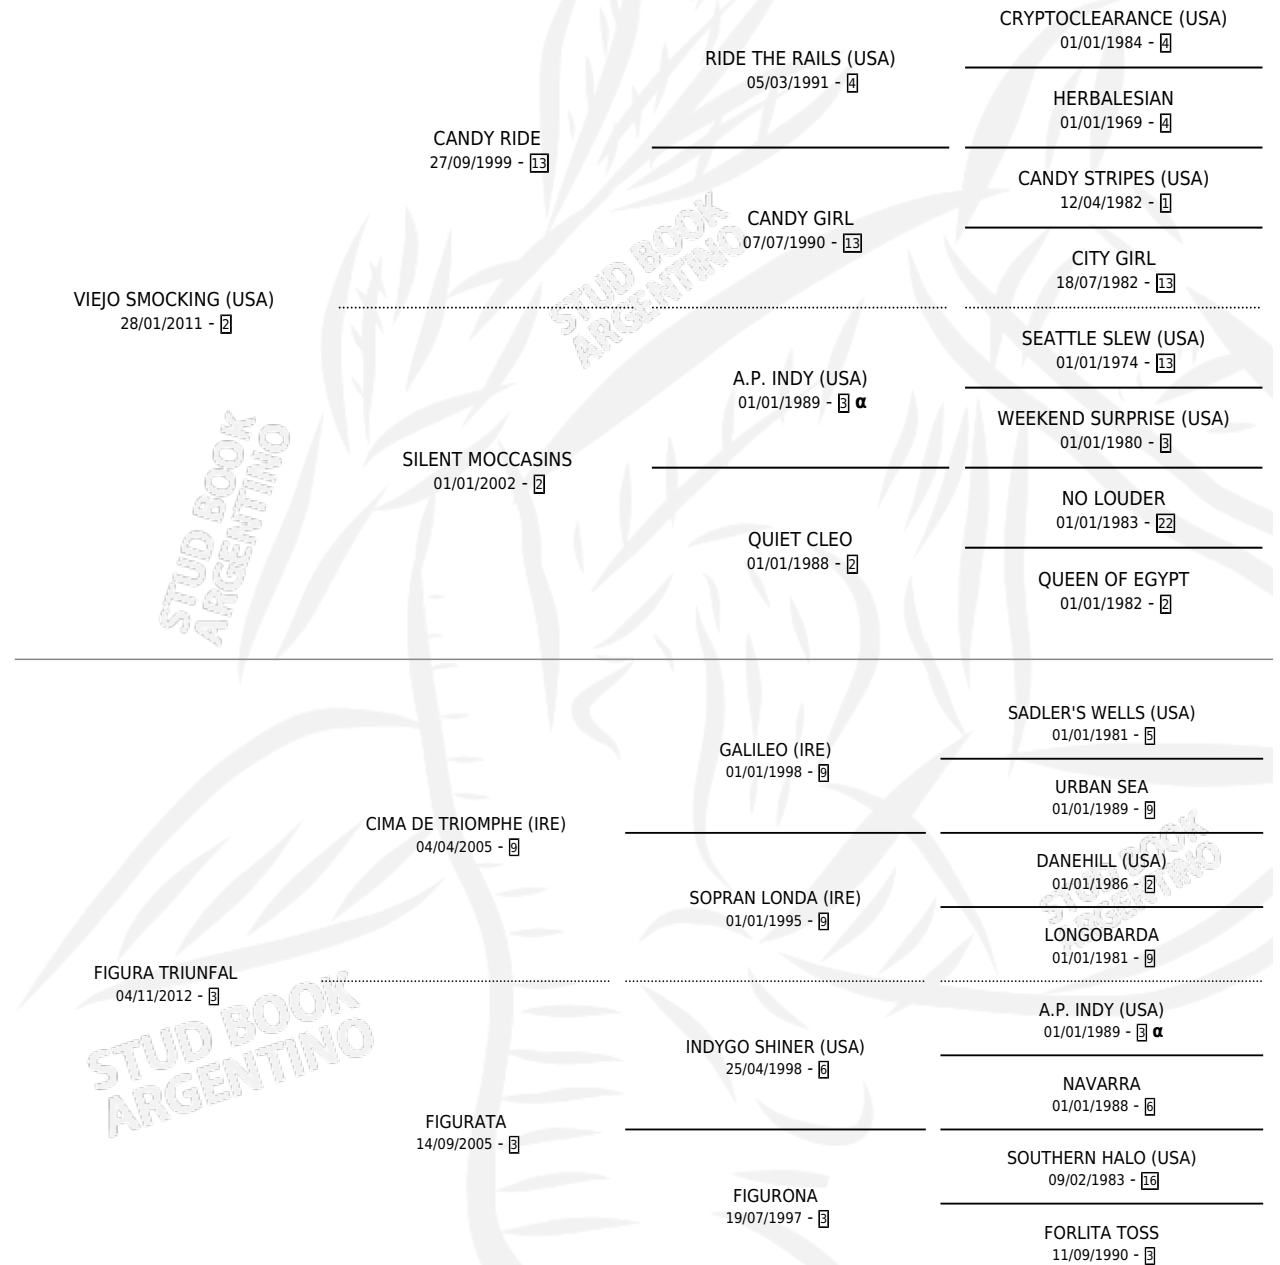 CRYPTOCLEARANCE (USA)
01/01/1984 - 4
RIDE THE RAILS (USA)
05/03/1991 - 4
HERBALESIAN
01/01/1969 - 4
CANDY RIDE
27/09/1999 - 13
CANDY STRIPES (USA)
12/04/1982 - 1
CANDY GIRL
07/07/1990 - 13
CITY GIRL
18/07/1982 - 13
VIEJO SMOCKING (USA)
28/01/2011 - 2
STUD BOOK
ARGENTINO
SEATTLE SLEW (USA)
01/01/1974 - 13
A.P. INDY (USA)
01/01/1989 - 3 α
WEEKEND SURPRISE (USA)
01/01/1980 - 3
SILENT MOCCASINS
01/01/2002 - 2
NO LOUDER
01/01/1983 - 22
QUIET CLEO
01/01/1988 - 2
QUEEN OF EGYPT
01/01/1982 - 2
STUD BOOK
ARGENTINO
SADLER'S WELLS (USA)
01/01/1981 - 5
GALILEO (IRE)
01/01/1998 - 9
URBAN SEA
01/01/1989 - 9
CIMA DE TRIOMPHE (IRE)
04/04/2005 - 9
DANEHILL (USA)
01/01/1986 - 2
STUD BOOK
ARGENTINO
SOPRAN LONDA (IRE)
01/01/1995 - 9
LONGOBARDA
01/01/1981 - 9
FIGURA TRIUNFAL
04/11/2012 - 3
STUD BOOK
ARGENTINO
A.P. INDY (USA)
01/01/1989 - 3 α
INDYGO SHINER (USA)
25/04/1998 - 6
NAVARRA
01/01/1988 - 6
FIGURATA
14/09/2005 - 3
SOUTHERN HALO (USA)
09/02/1983 - 16
FIGURONA
19/07/1997 - 3
FORLITA TOSS
11/09/1990 - 3